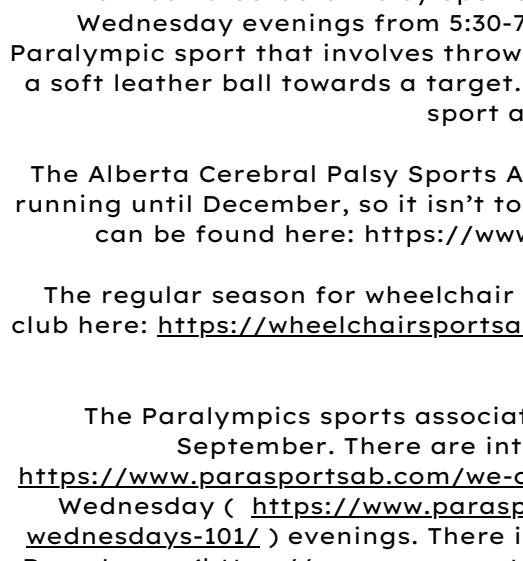 Wednesday evenings from 5:30-7
Paralympic sport that involves throw
a soft leather ball towards a target.
sport a
The Alberta Cerebral Palsy Sports A
running until December, so it isn't to
can be found here: https://www
The regular season for wheelchair
club here: https://wheelchairsportsa
The Paralympics sports associat
September. There are int
https://www.parasportsab.com/we-c
Wednesday ( https://www.parasp
wednesdays-101/ ) evenings. There i